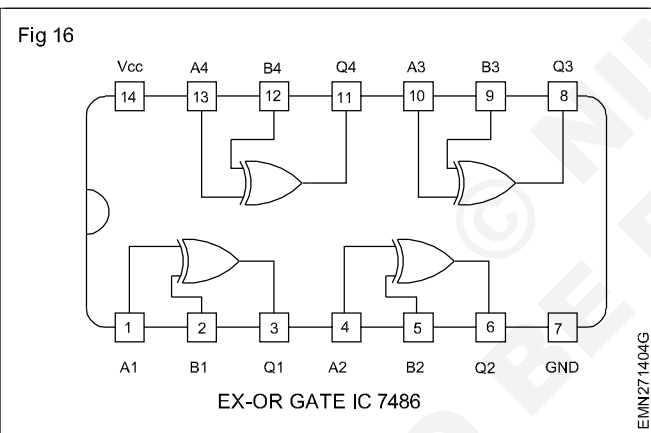 Fig 16
Vcc A4 B4 Q4 A3 B3 Q3
14 13 12 11 10 9 8
1 2 3 4 5 6 7
A1 B1 Q1 A2 B2 Q2 GND
EX-OR GATE IC 7486
EMN271404G